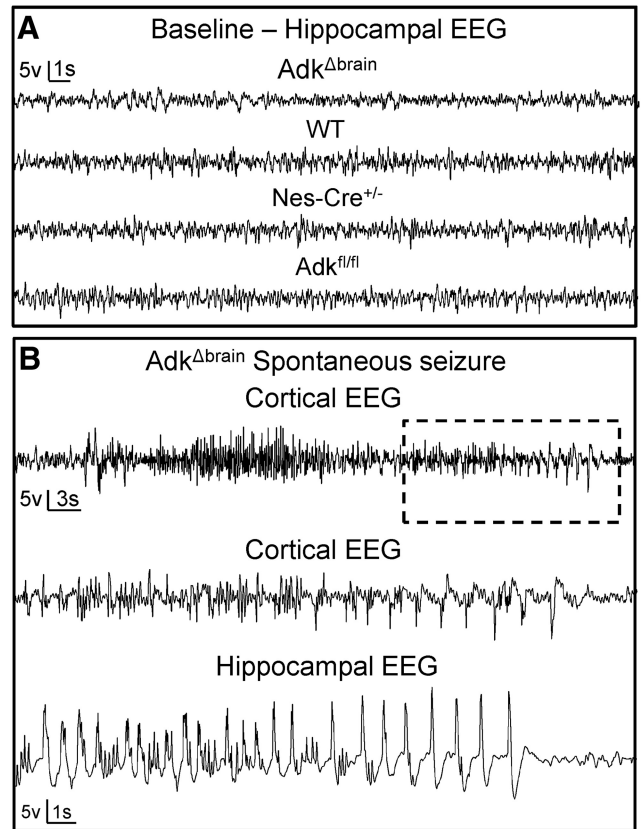 A
Baseline – Hippocampal EEG
5v 1s
Adk^Δbrain
WT
Nes-Cre^+/-
Adk^fl/fl
B
Adk^Δbrain Spontaneous seizure
Cortical EEG
5v 3s
Cortical EEG
Hippocampal EEG
5v 1s